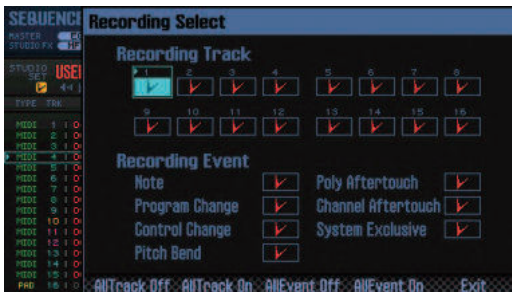 SEQUENC
Recording Select
MASTER
STUDIO FX
Recording Track
STUDIO SET
USE
1 2 3 4 5 6 7 8
TYPE TRK
9 10 11 12 13 14 15 16
MIDI 1
MIDI 2
MIDI 3
MIDI 4
MIDI 5
MIDI 6
MIDI 7
MIDI 8
MIDI 9
MIDI 10
MIDI 11
MIDI 12
MIDI 13
MIDI 14
MIDI 15
PAD 16
Recording Event
Note
Poly Aftertouch
Program Change
Channel Aftertouch
Control Change
System Exclusive
Pitch Bend
AllTrack Off AllTrack On AllEvent Off AllEvent On Exit